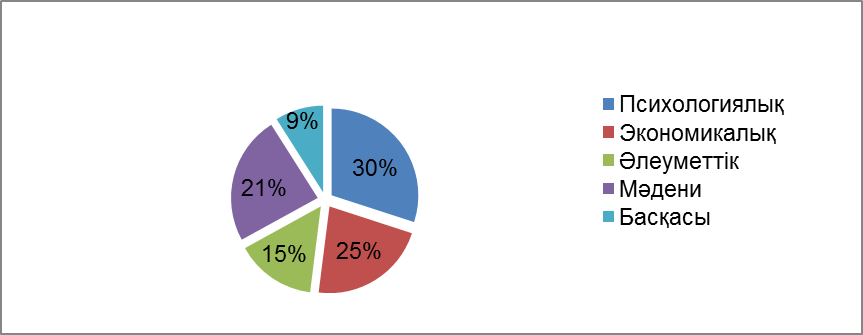 9%
30%
21%
15%
25%
Психологиялық
Экономикалық
Әлеуметтік
Мәдени
Басқасы